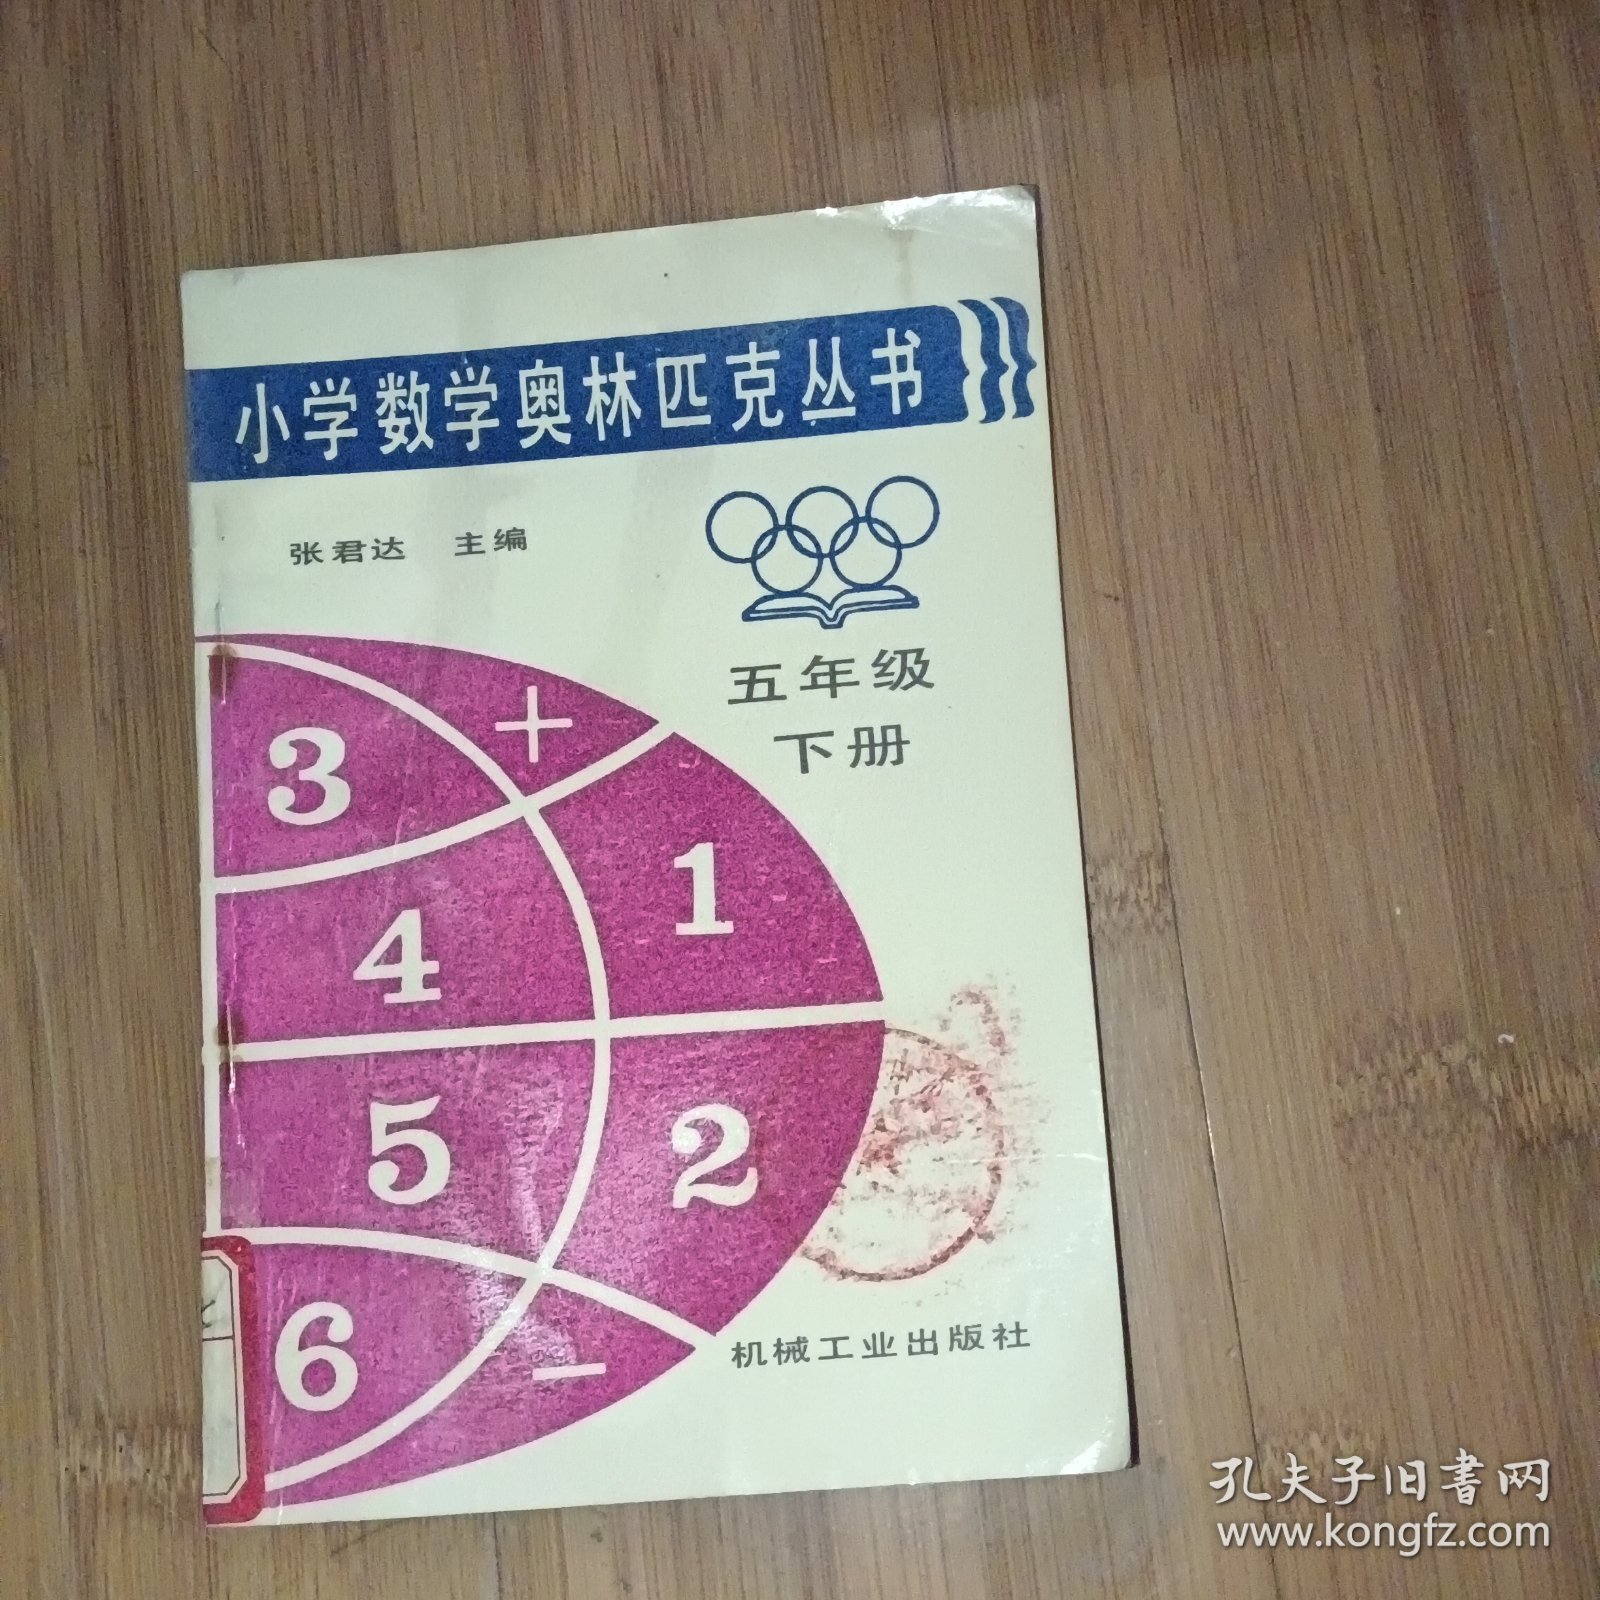 小学数学奥林匹克丛书
张君达 主编
五年级
下册
+
3
1
4
5
2
6
-
机械工业出版社
孔夫子旧書网
www.kongfz.com